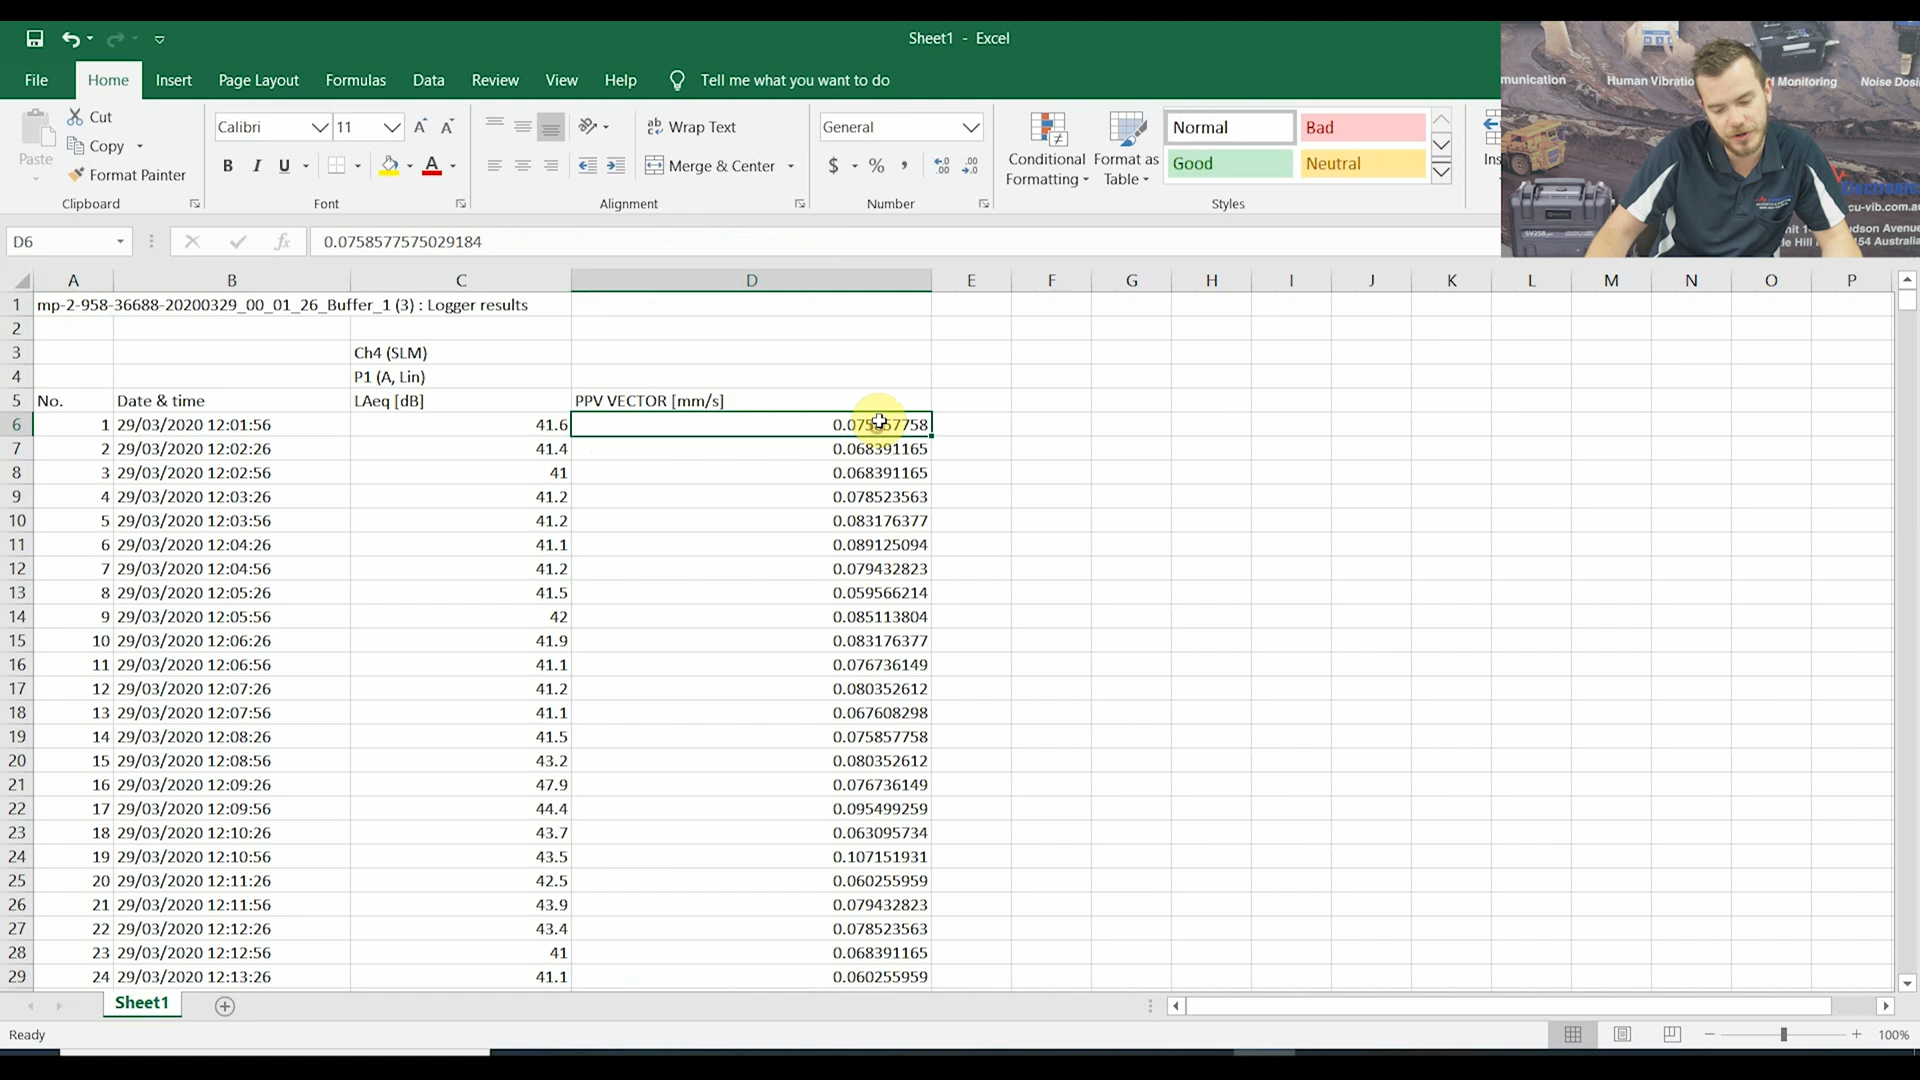 Sheet1 - Excel
File Home Insert Page Layout Formulas Data Review View Help Tell me what you want to do
Paste
Cut
Copy
Format Painter
Clipboard
Calibri 11
B I U
Font
Wrap Text
Merge & Center
Alignment
General
$ % ,
Number
Conditional Formatting
Format as Table
Normal Bad
Good Neutral
Styles
munication
Monitoring
cu-vib.com.a
154 Australia
D6 fx 0.0758577575029184
A B C D E F G H I J K L M N O P
1 mp-2-958-36688-20200329_00_01_26_Buffer_1 (3) : Logger results
2
3 Ch4 (SLM)
4 P1 (A, Lin)
5 No. Date & time LAeq [dB] PPV VECTOR [mm/s]
6 1 29/03/2020 12:01:56 41.6 0.075857758
7 2 29/03/2020 12:02:26 41.4 0.068391165
8 3 29/03/2020 12:02:56 41 0.068391165
9 4 29/03/2020 12:03:26 41.2 0.078523563
10 5 29/03/2020 12:03:56 41.2 0.083176377
11 6 29/03/2020 12:04:26 41.1 0.089125094
12 7 29/03/2020 12:04:56 41.2 0.079432823
13 8 29/03/2020 12:05:26 41.5 0.059566214
14 9 29/03/2020 12:05:56 42 0.085113804
15 10 29/03/2020 12:06:26 41.9 0.083176377
16 11 29/03/2020 12:06:56 41.1 0.076736149
17 12 29/03/2020 12:07:26 41.2 0.080352612
18 13 29/03/2020 12:07:56 41.1 0.067608298
19 14 29/03/2020 12:08:26 41.5 0.075857758
20 15 29/03/2020 12:08:56 43.2 0.080352612
21 16 29/03/2020 12:09:26 47.9 0.076736149
22 17 29/03/2020 12:09:56 44.4 0.095499259
23 18 29/03/2020 12:10:26 43.7 0.063095734
24 19 29/03/2020 12:10:56 43.5 0.107151931
25 20 29/03/2020 12:11:26 42.5 0.060255959
26 21 29/03/2020 12:11:56 43.9 0.079432823
27 22 29/03/2020 12:12:26 43.4 0.078523563
28 23 29/03/2020 12:12:56 41 0.068391165
29 24 29/03/2020 12:13:26 41.1 0.060255959
Sheet1
Ready 100%